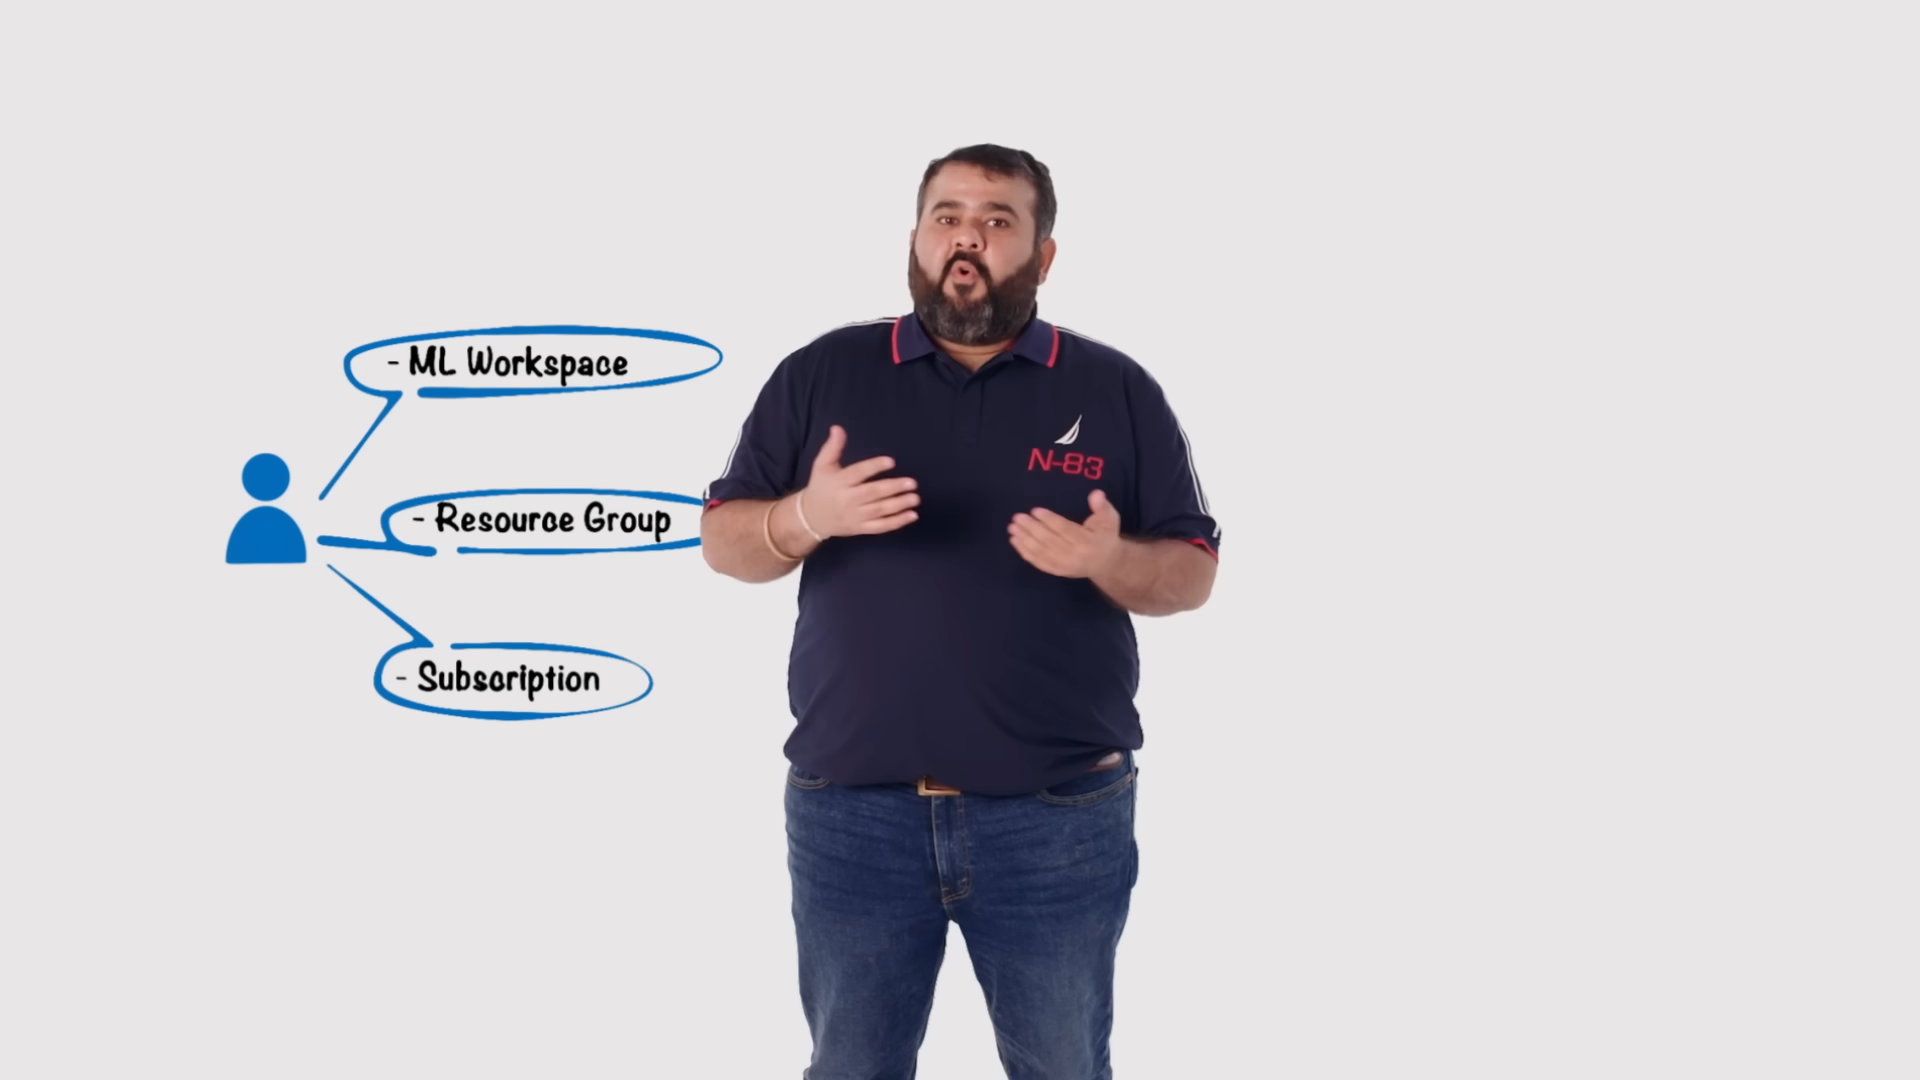 - ML Workspace
- Resource Group
- Subscription
N-83